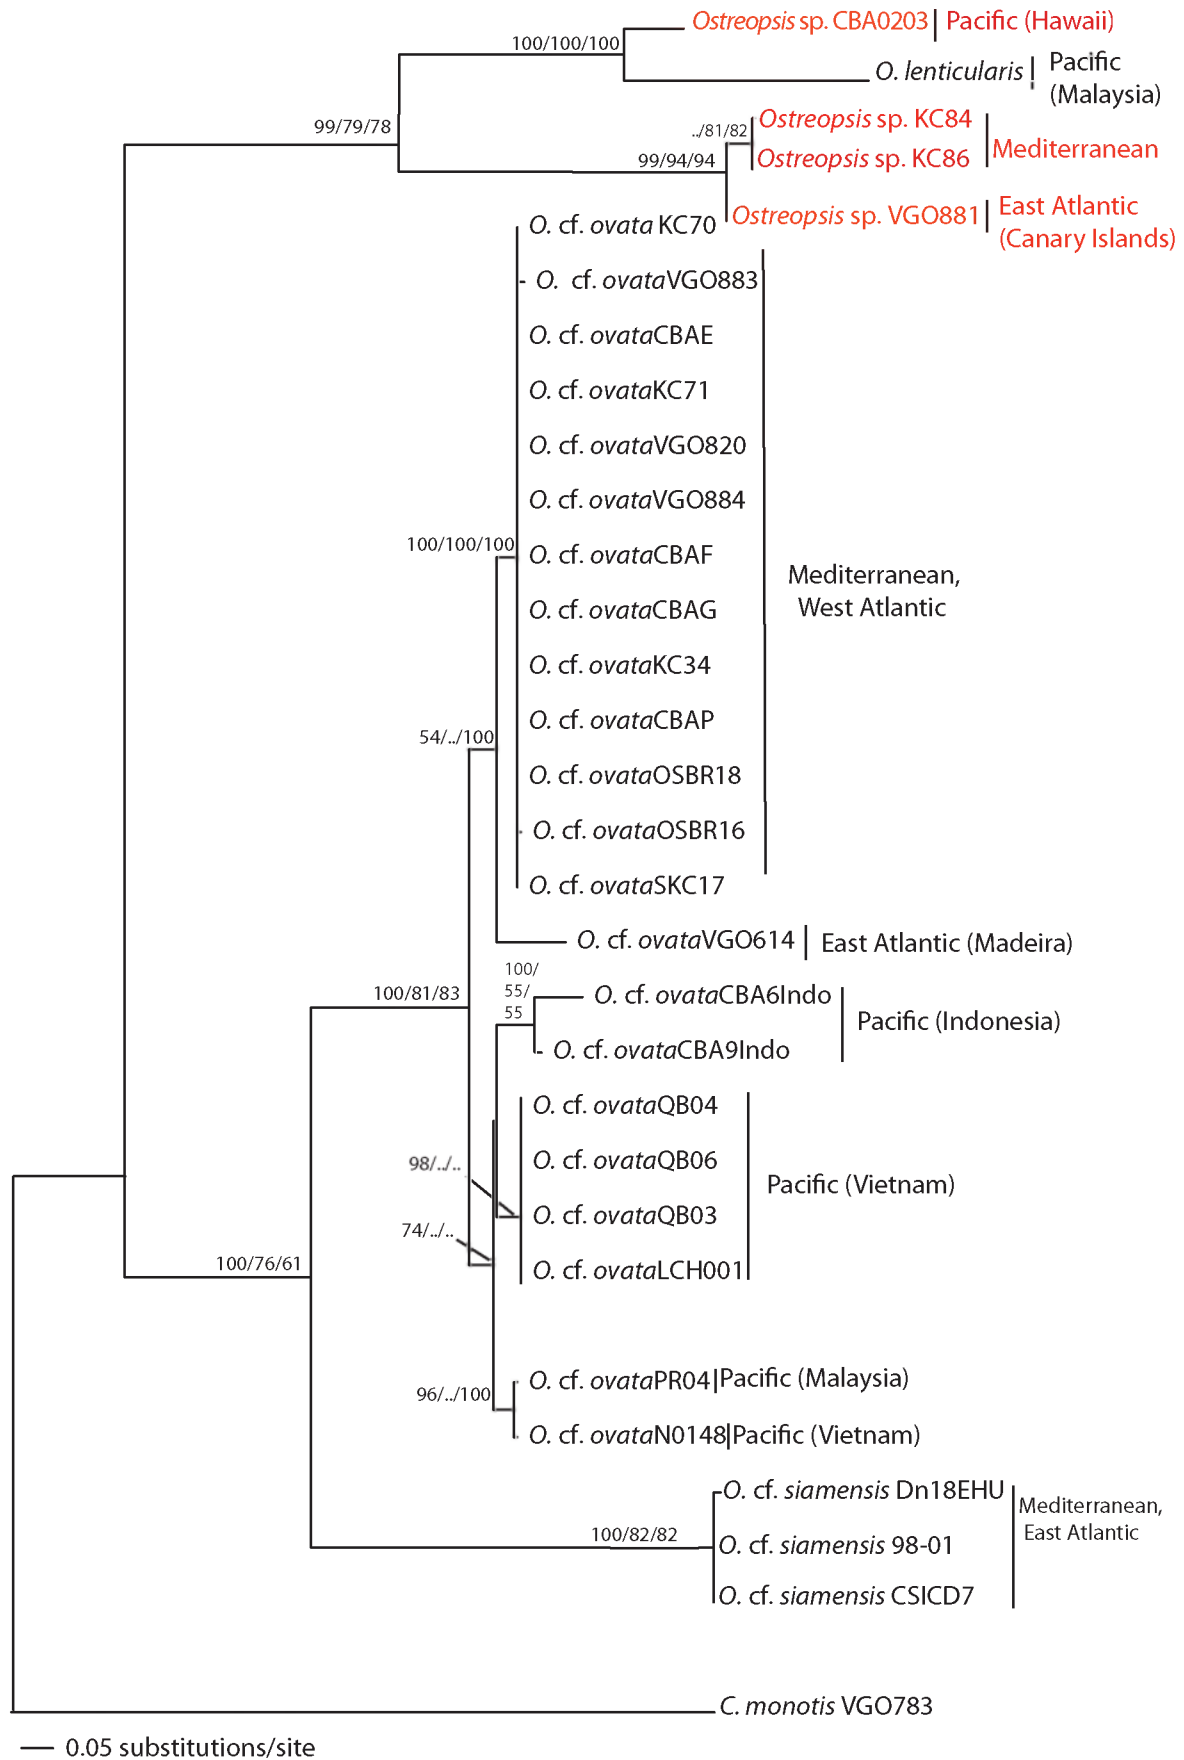 Ostreopsis sp. CBA0203 Pacific (Hawaii)
100/100/100
O. lenticularis Pacific
(Malaysia)
99/79/78
../81/82
Ostreopsis sp. KC84
99/94/94
Ostreopsis sp. KC86
Mediterranean
Ostreopsis sp. VGO881 East Atlantic
(Canary Islands)
O. cf. ovata KC70
O. cf. ovataVGO883
O. cf. ovataCBAE
O. cf. ovataKC71
O. cf. ovataVGO820
O. cf. ovataVGO884
100/100/100
O. cf. ovataCBAF
Mediterranean,
West Atlantic
O. cf. ovataCBAG
O. cf. ovataKC34
O. cf. ovataCBAP
54/../100
O. cf. ovataOSBR18
O. cf. ovataOSBR16
O. cf. ovataSKC17
O. cf. ovataVGO614 East Atlantic (Madeira)
100/
55/
55
100/81/83
O. cf. ovataCBA6Indo
Pacific (Indonesia)
O. cf. ovataCBA9Indo
O. cf. ovataQB04
98/../..
O. cf. ovataQB06
Pacific (Vietnam)
O. cf. ovataQB03
74/../..
O. cf. ovataLCH001
100/76/61
O. cf. ovataPR04 Pacific (Malaysia)
96/../100
O. cf. ovataN0148 Pacific (Vietnam)
O. cf. siamensis Dn18EHU
Mediterranean,
East Atlantic
100/82/82
O. cf. siamensis 98-01
O. cf. siamensis CSICD7
C. monotis VGO783
0.05 substitutions/site